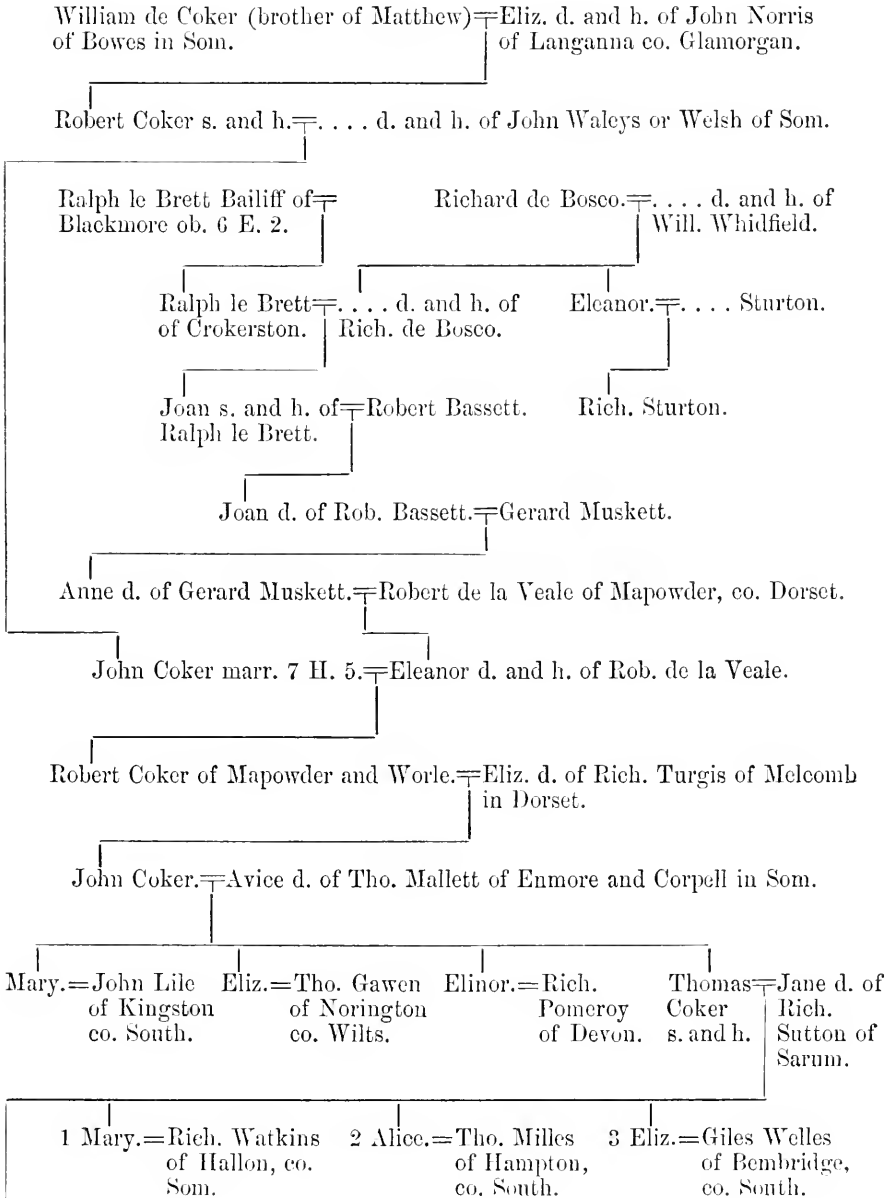 William de Coker (brother of Matthew)=Eliz. d. and h. of John Norris
of Bowes in Som. of Langanna co. Glamorgan.
Robert Coker s. and h.=. . . . d. and h. of John Waleys or Welsh of Som.
Ralph le Brett Bailiff of= Richard de Bosco.=. . . . d. and h. of
Blackmore ob. 6 E. 2. Will. Whidfield.
Ralph le Brett=. . . . d. and h. of Eleanor.=. . . . Sturton.
of Crokerston. Rich. de Bosco.
Joan s. and h. of=Robert Bassett. Rich. Sturton.
Ralph le Brett.
Joan d. of Rob. Bassett.=Gerard Muskett.
Anne d. of Gerard Muskett.=Robert de la Veale of Mapowder, co. Dorset.
John Coker marr. 7 H. 5.=Eleanor d. and h. of Rob. de la Veale.
Robert Coker of Mapowder and Worle.=Eliz. d. of Rich. Turgis of Melcomb
in Dorset.
John Coker.=Avice d. of Tho. Mallett of Enmore and Corpell in Som.
Mary.=John Lile Eliz.=Tho. Gawen Elinor.=Rich. Thomas=Jane d. of
of Kingston of Norington Pomeroy Coker Rich.
co. South. co. Wilts. of Devon. s. and h. Sutton of
Sarum.
1 Mary.=Rich. Watkins 2 Alice.=Tho. Milles 3 Eliz.=Giles Welles
of Hallon, co. of Hampton, of Bembridge,
Som. co. South. co. South.